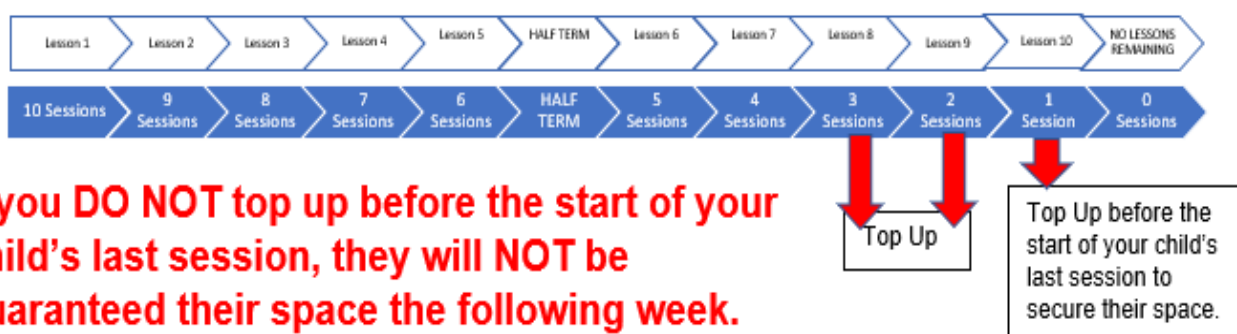 Lesson 1 Lesson 2 Lesson 3 Lesson 4 Lesson 5 HALF TERM Lesson 6 Lesson 7 Lesson 8 Lesson 9 Lesson 10 NO LESSONS
REMAINING
10 Sessions 9
Sessions 8
Sessions 7
Sessions 6
Sessions HALF
TERM 5
Sessions 4
Sessions 3
Sessions 2
Sessions 1
Session 0
Sessions
you DO NOT top up before the start of your
hild's last session, they will NOT be
uaranteed their space the following week.
Top Up
Top Up before the
start of your child's
last session to
secure their space.